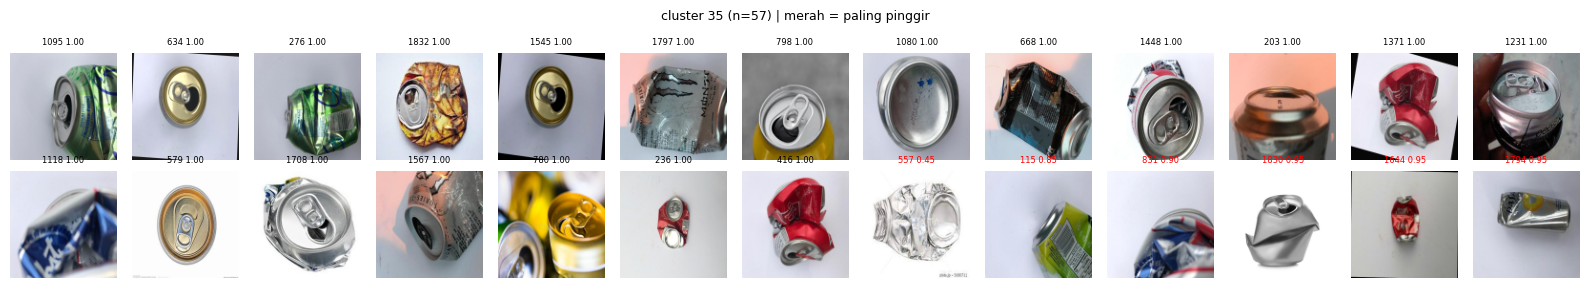 cluster 35 (n=57) | merah = paling pinggir
1095 1.00 634 1.00 276 1.00 1832 1.00 1545 1.00 1797 1.00 798 1.00 1080 1.00 668 1.00 1448 1.00 203 1.00 1371 1.00 1231 1.00
1118 1.00 579 1.00 1708 1.00 1567 1.00 780 1.00 236 1.00 416 1.00 557 0.45 115 0.85 831 0.90 1850 0.95 1644 0.95 1794 0.95